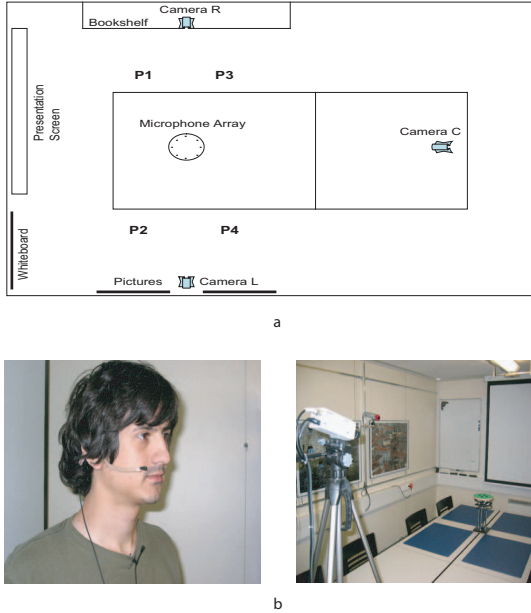 Camera R
Bookshelf
P1
P3
Presentation
Screen
Microphone Array
Camera C
P2
P4
Whiteboard
Pictures
Camera L
a
b